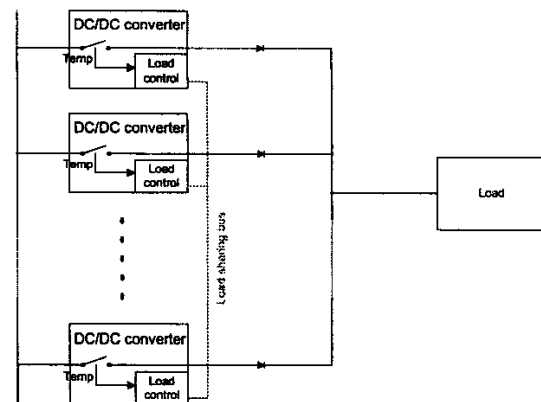 DC/DC converter
Temp
Load
control
DC/DC converter
Temp
Load
control
Load
Load sharing bus
DC/DC converter
Temp
Load
control